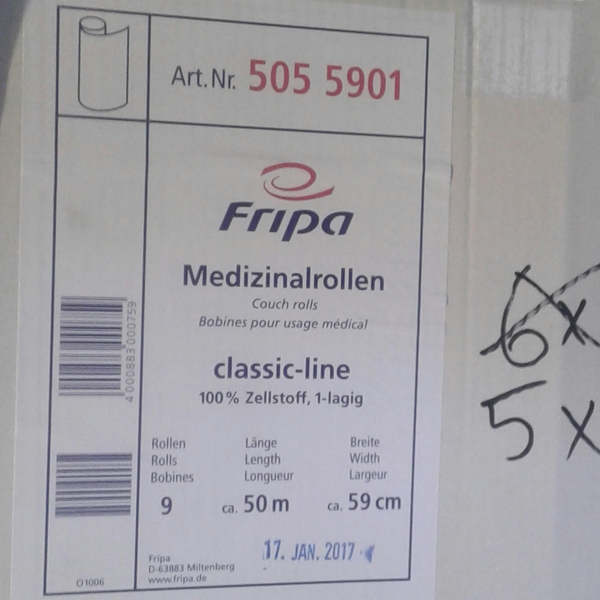 Art.Nr. 505 5901
Fripa
Medizinalrollen
Couch rolls
Bobines pour usage médical
classic-line
100% Zellstoff, 1-lagig
Rollen Länge Breite
Rolls Length Width
Bobines Longueur Largeur
9 ca. 50 m ca. 59 cm
17. JAN. 2017
Fripa
D-63883 Miltenberg
www.fripa.de
O1006
4 000883 000759
6x
5x